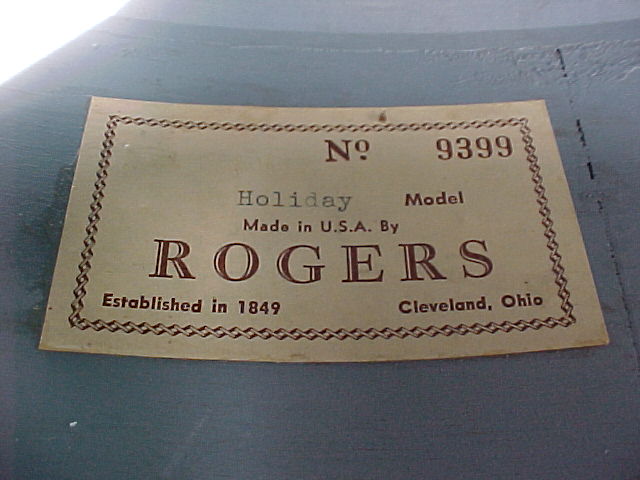 Nº 9399
Holiday Model
Made in U.S.A. By
ROGERS
Established in 1849 Cleveland, Ohio